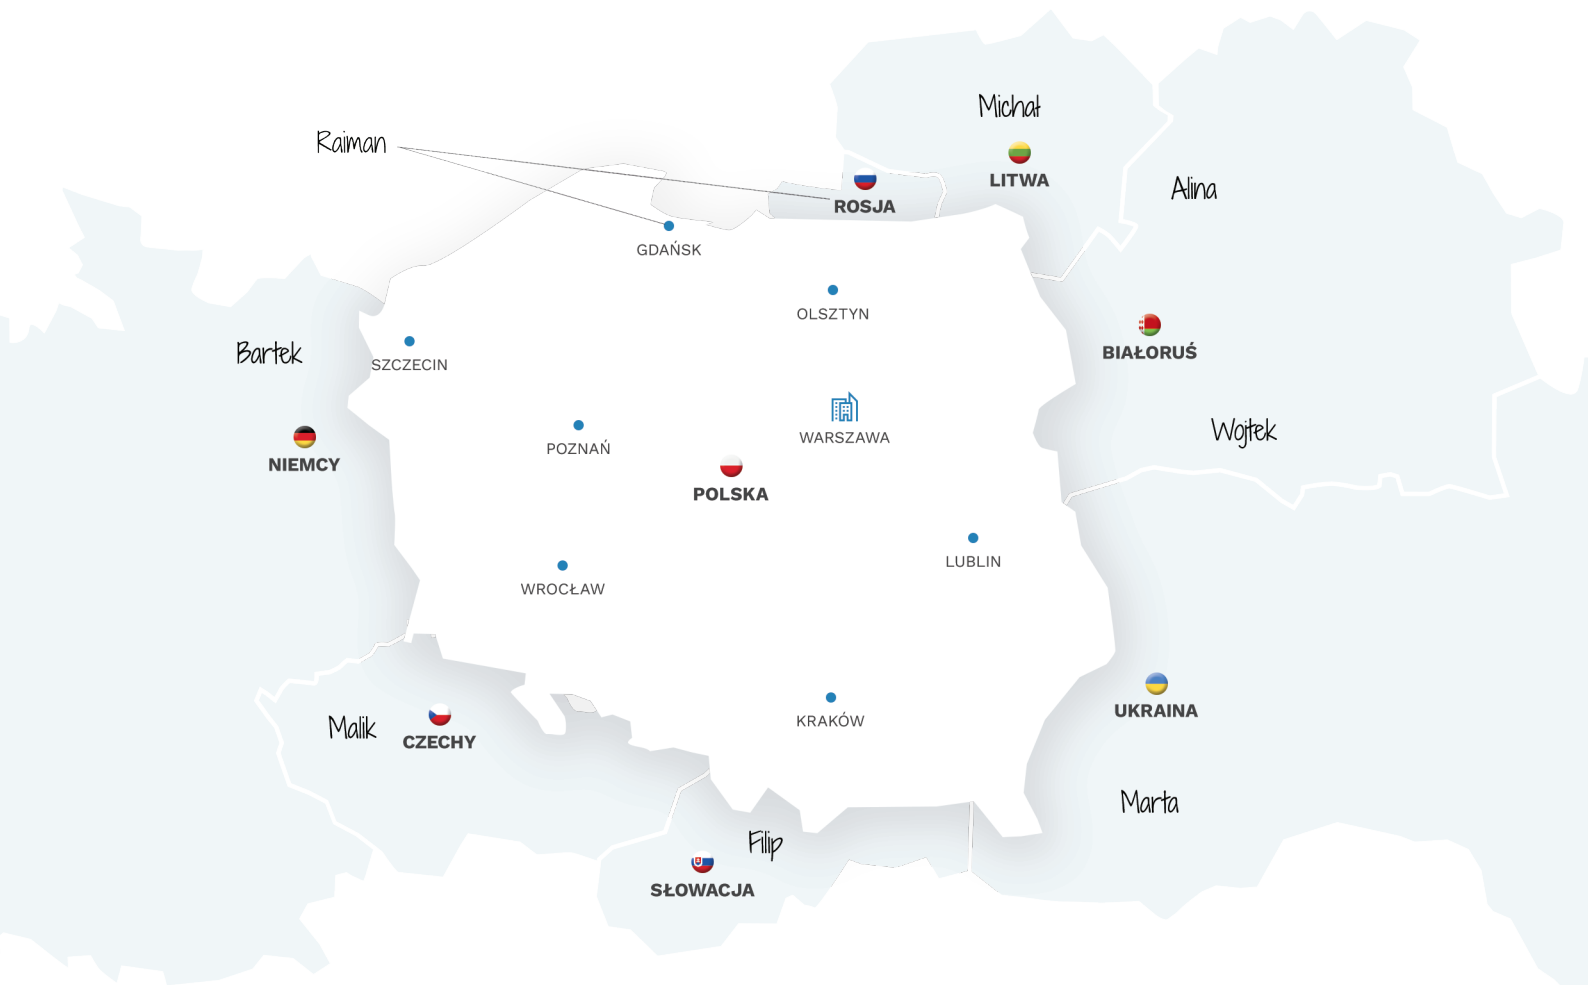 Michał
Raiman
LITWA
Alina
ROSJA
GDAŃSK
OLSZTYN
Bartek
BIAŁORUŚ
SZCZECIN
Wojtek
WARSZAWA
POZNAŃ
NIEMCY
POLSKA
LUBLIN
WROCŁAW
UKRAINA
KRAKÓW
Malik
CZECHY
Marta
Filip
SŁOWACJA